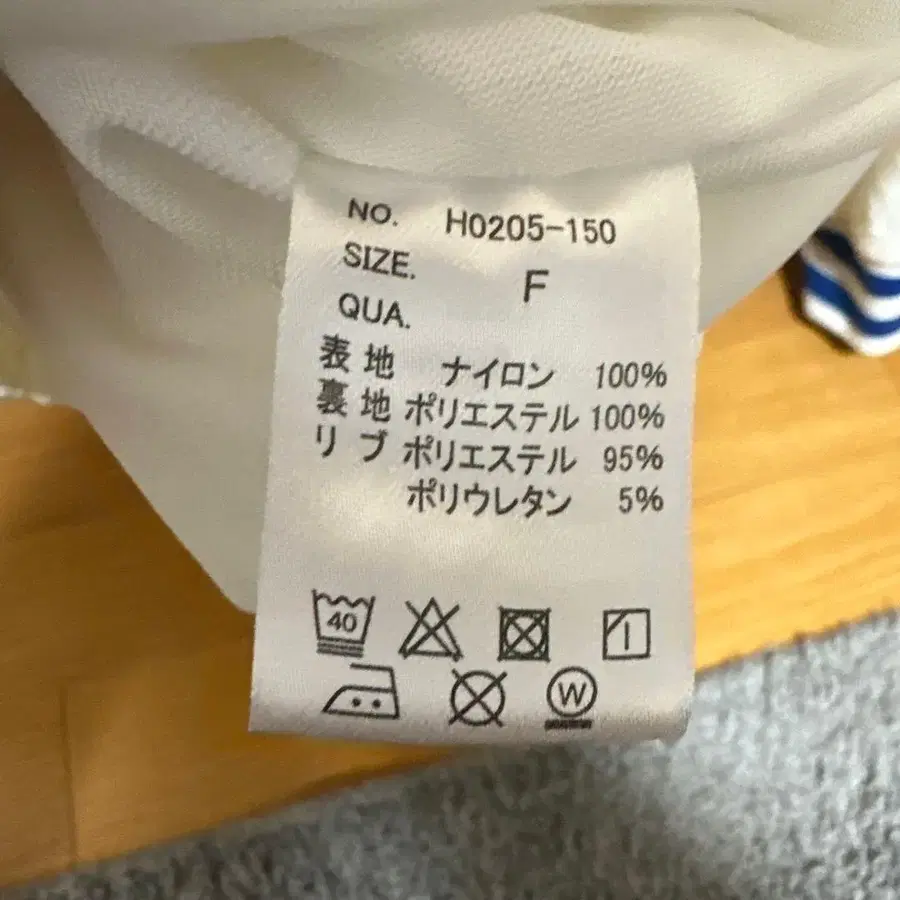 NO. H0205-150
SIZE. F
QUA.
表地 ナイロン 100%
裏地 ポリエステル 100%
リブ ポリエステル 95%
ポリウレタン 5%
40
W